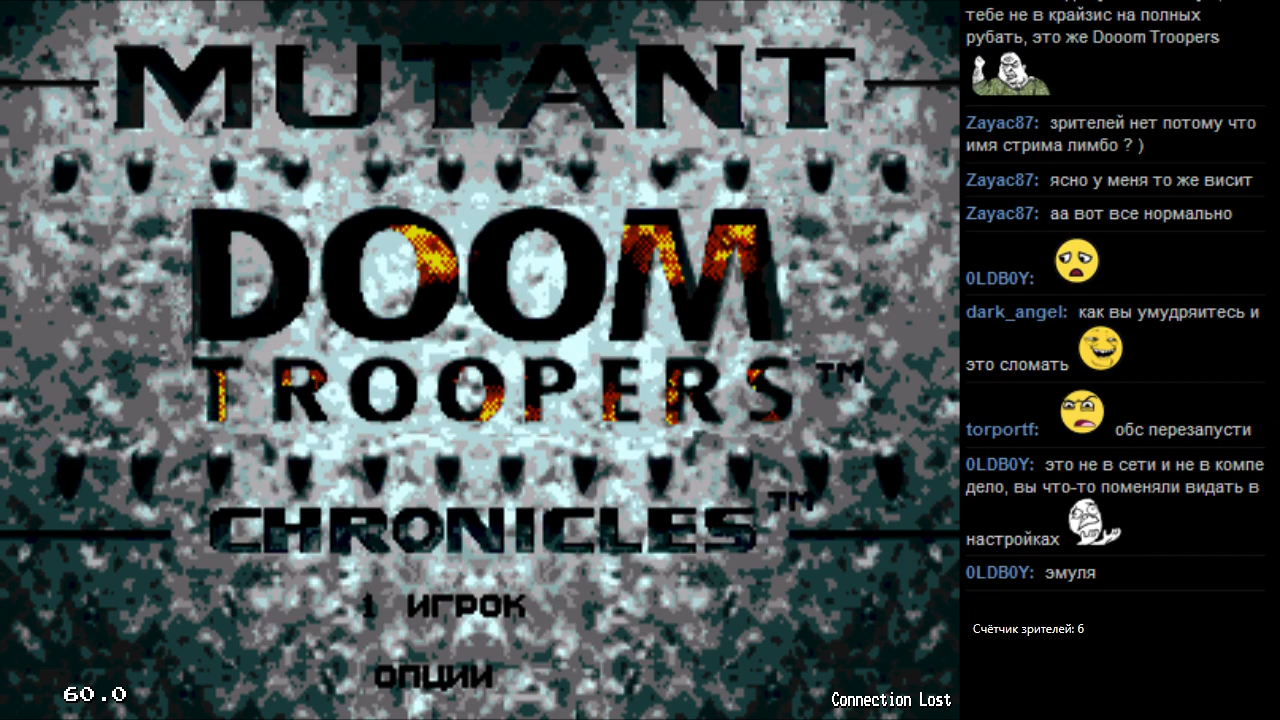 MUTANT
DOOM
TROOPERS™
CHRONICLES™
1 ИГРОК
ОПЦИИ
60.0
Connection Lost
тебе не в крайзис на полных
рубать, это же Dooom Troopers
Zayac87: зрителей нет потому что
имя стрима лимбо ? )
Zayac87: ясно у меня то же висит
Zayac87: аа вот все нормально
0LDB0Y:
dark_angel: как вы умудряитесь и
это сломать
torportf: обс перезапусти
0LDB0Y: это не в сети и не в компе
дело, вы что-то поменяли видать в
настройках
0LDB0Y: эмуля
Счётчик зрителей: 6